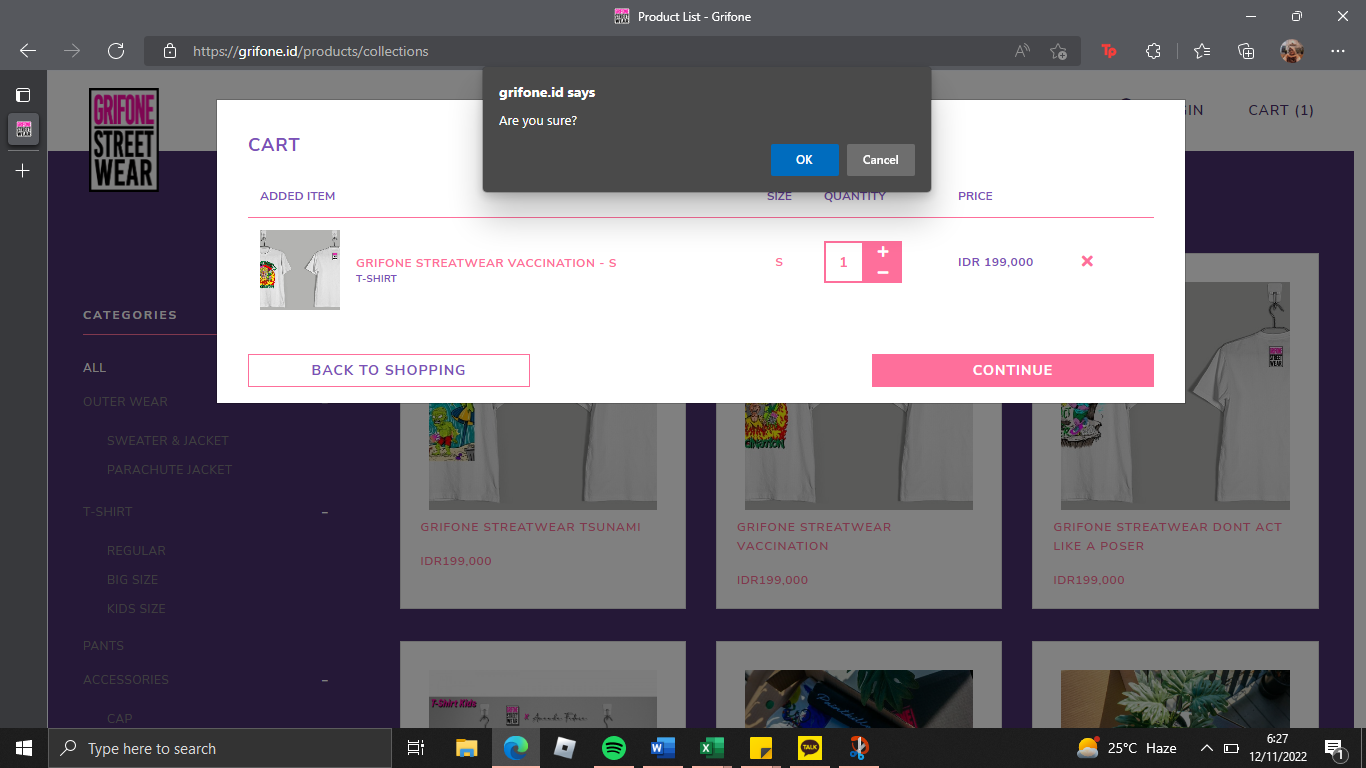 Product List - Grifone
https://grifone.id/products/collections
grifone.id says
Are you sure?
OK
Cancel
GRIFONE
STREET
WEAR
CART (1)
CART
ADDED ITEM
SIZE
QUANTITY
PRICE
GRIFONE STREATWEAR VACCINATION - S
T-SHIRT
S
1
IDR 199,000
BACK TO SHOPPING
CONTINUE
CATEGORIES
ALL
OUTER WEAR
SWEATER & JACKET
PARACHUTE JACKET
T-SHIRT
REGULAR
BIG SIZE
KIDS SIZE
PANTS
ACCESSORIES
CAP
GRIFONE STREATWEAR TSUNAMI
IDR199,000
GRIFONE STREATWEAR
VACCINATION
IDR199,000
GRIFONE STREATWEAR DONT ACT
LIKE A POSER
IDR199,000
T-Shirt Kids
Type here to search
TALK
25°C Haze
6:27
12/11/2022
1